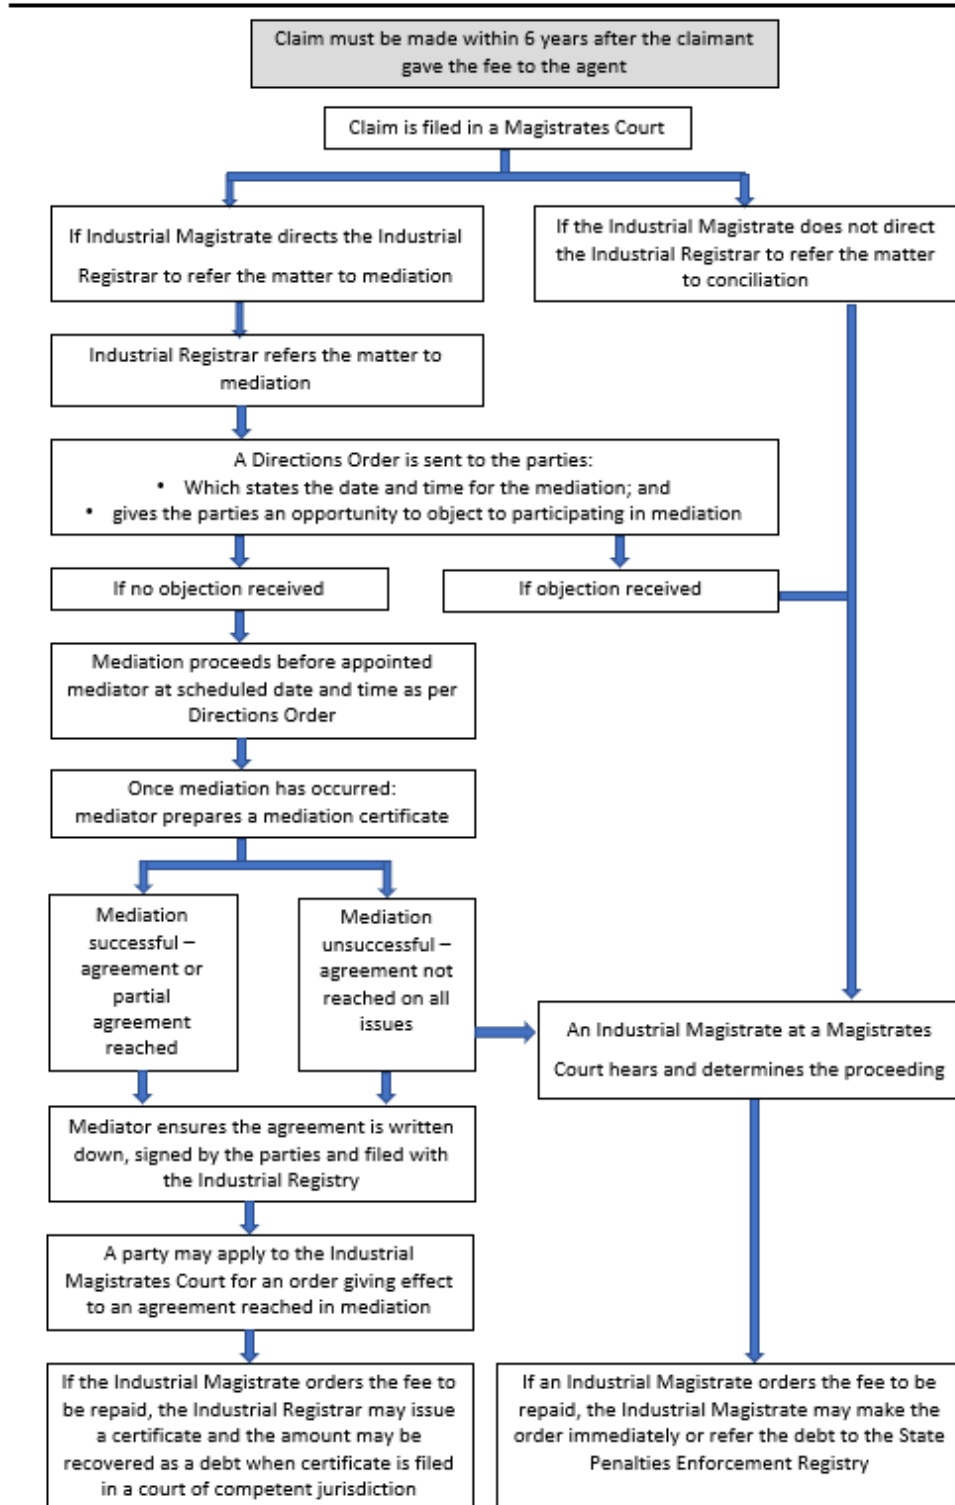 Claim must be made within 6 years after the claimant
gave the fee to the agent
Claim is filed in a Magistrates Court
If Industrial Magistrate directs the Industrial
Registrar to refer the matter to mediation
If the Industrial Magistrate does not direct
the Industrial Registrar to refer the matter
to conciliation
Industrial Registrar refers the matter to
mediation
A Directions Order is sent to the parties:
• Which states the date and time for the mediation; and
• gives the parties an opportunity to object to participating in mediation
If no objection received
If objection received
Mediation proceeds before appointed
mediator at scheduled date and time as per
Directions Order
Once mediation has occurred:
mediator prepares a mediation certificate
Mediation
successful –
agreement or
partial
agreement
reached
Mediation
unsuccessful –
agreement not
reached on all
issues
An Industrial Magistrate at a Magistrates
Court hears and determines the proceeding
Mediator ensures the agreement is written
down, signed by the parties and filed with
the Industrial Registry
A party may apply to the Industrial
Magistrates Court for an order giving effect
to an agreement reached in mediation
If the Industrial Magistrate orders the fee to
be repaid, the Industrial Registrar may issue
a certificate and the amount may be
recovered as a debt when certificate is filed
in a court of competent jurisdiction
If an Industrial Magistrate orders the fee to be
repaid, the Industrial Magistrate may make the
order immediately or refer the debt to the State
Penalties Enforcement Registry